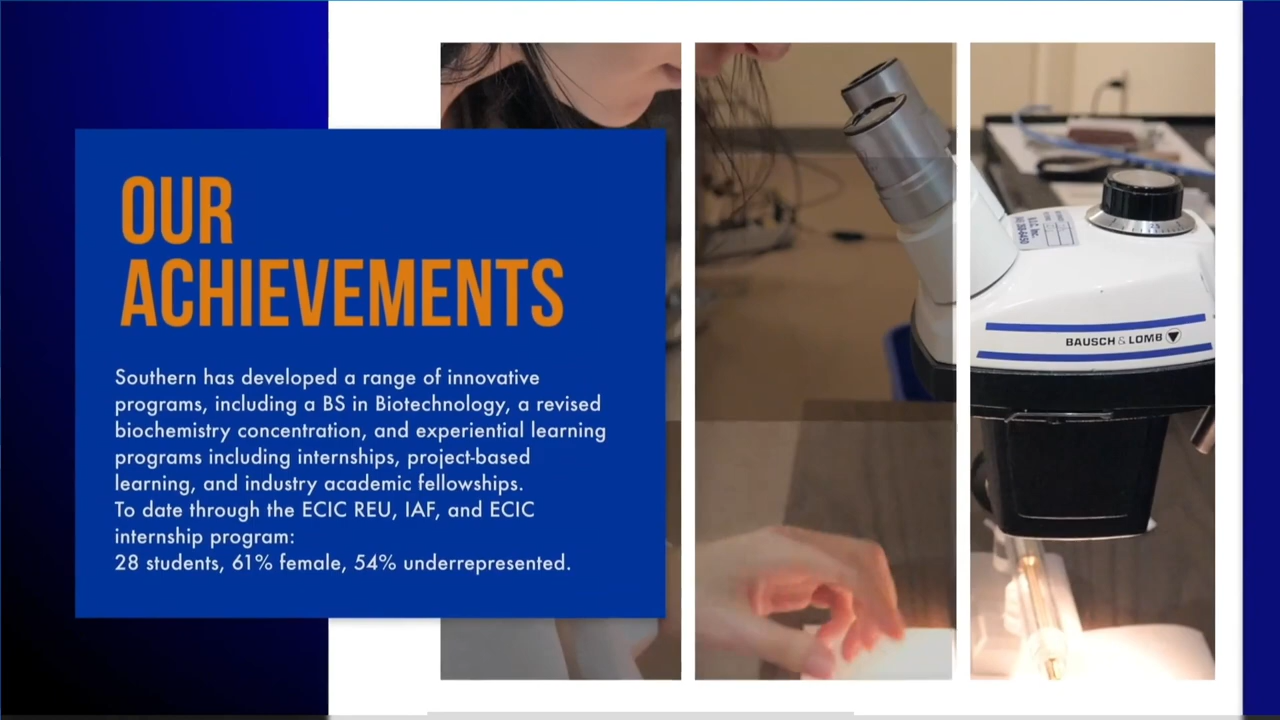 OUR
ACHIEVEMENTS
Southern has developed a range of innovative
programs, including a BS in Biotechnology, a revised
biochemistry concentration, and experiential learning
programs including internships, project-based
learning, and industry academic fellowships.
To date through the ECIC REU, IAF, and ECIC
internship program:
28 students, 61% female, 54% underrepresented.
BAUSCH & LOMB